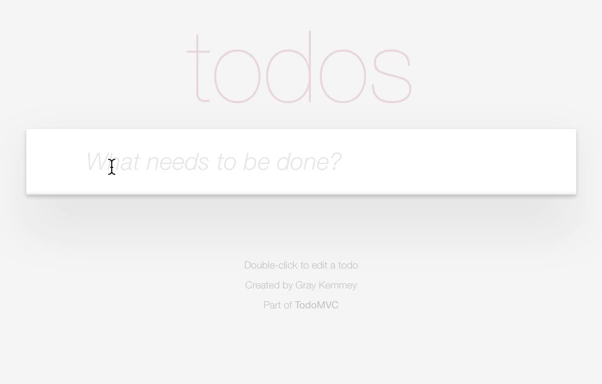 todos
What needs to be done?
Double-click to edit a todo
Created by Gray Kemmey
Part of TodoMVC